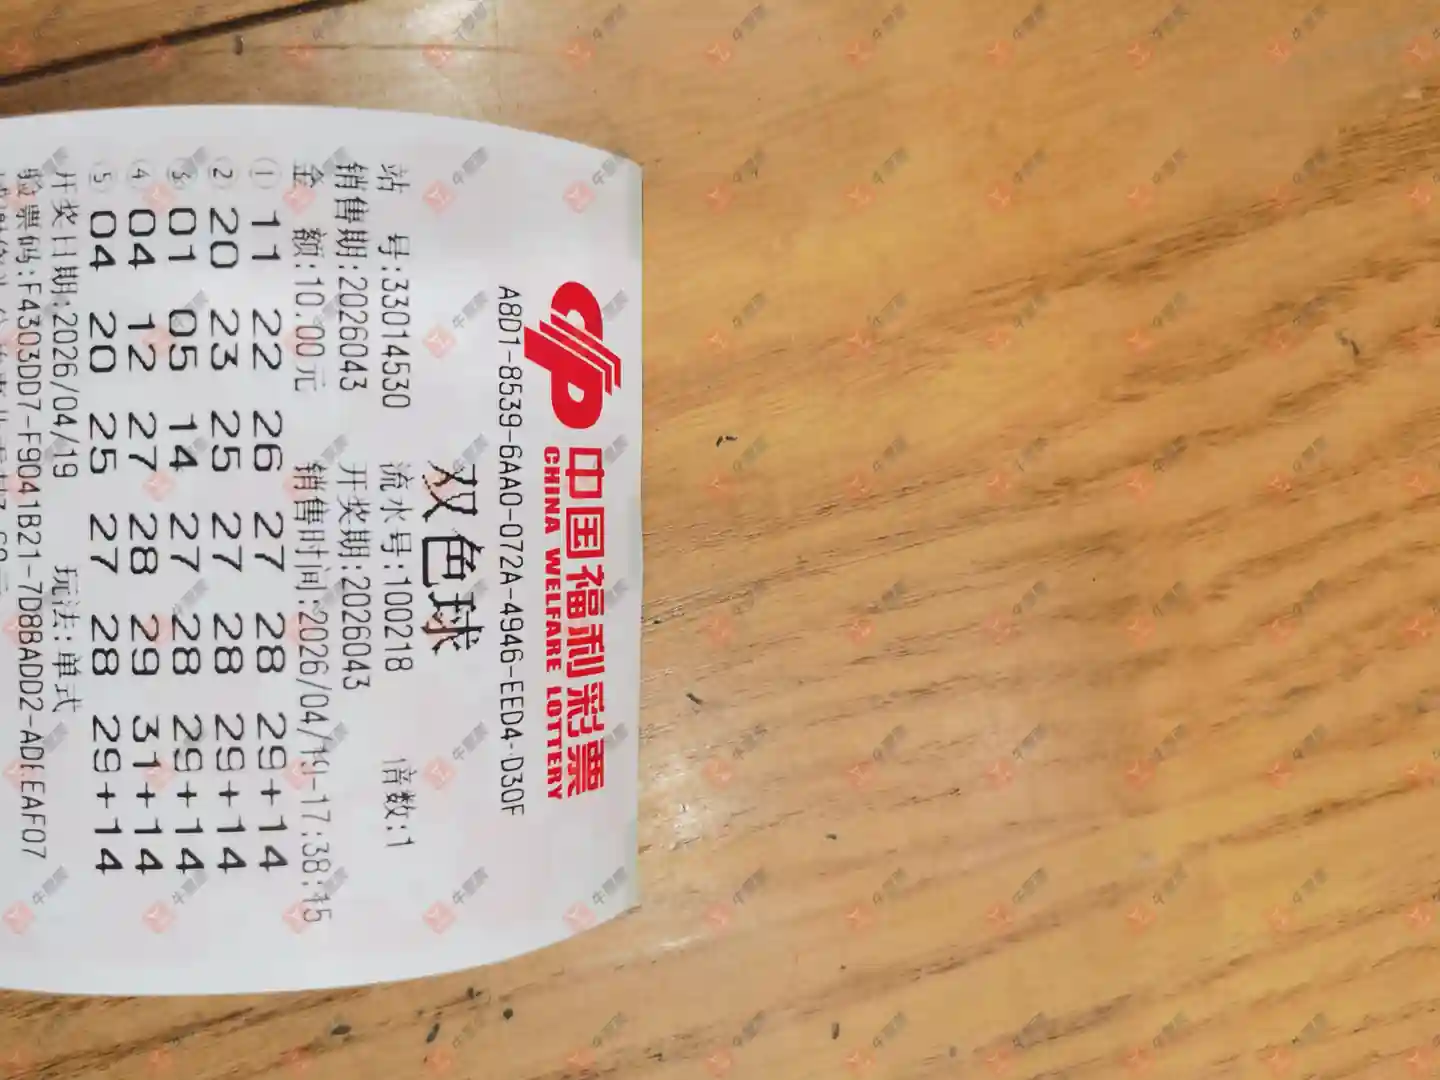 中国福利彩票
CHINA WELFARE LOTTERY
A8D1-8539-6AA0-072A-4946-EED4-D30F
双色球
站 号:33014530 流水号:100218 倍数:1
销售期:2026043 开奖期:2026043
金 额:10.00元 销售时间:2026/04/19-17:38:15
① 11 22 26 27 28 29+14
② 20 23 25 27 28 29+14
③ 01 05 14 27 28 29+14
④ 04 12 27 28 29 31+14
⑤ 04 20 25 27 28 29+14
开奖日期:2026/04/19 玩法:单式
验票码:F4303DD7-F9041B21-7D8BADD2-ADEEAF07